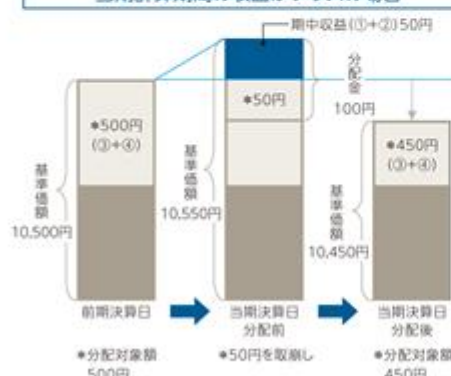 期中収益(①+②)50円
*500円
(③+④)
*50円
分配金
100円
*450円
(③+④)
基準価額
10,500円
基準価額
10,550円
基準価額
10,450円
前期決算日
当期決算日
分配前
当期決算日
分配後
*分配対象額
500円
*50円を取崩し
*分配対象額
450円